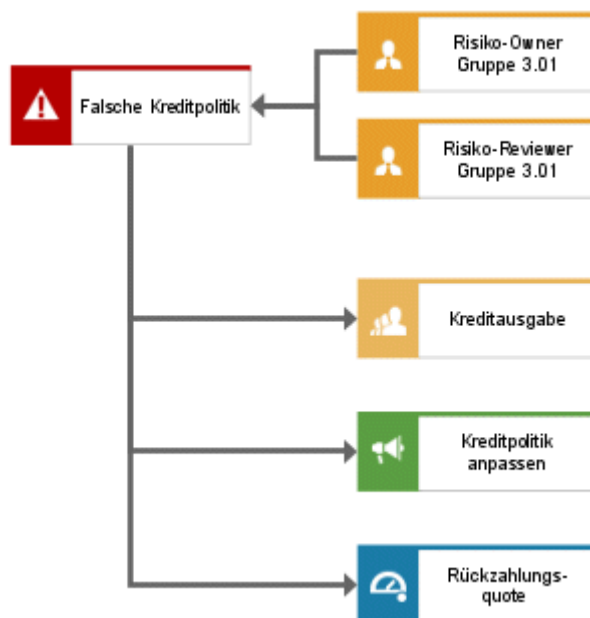 Risiko-Owner
Gruppe 3.01
Falsche Kreditpolitik
Risiko-Reviewer
Gruppe 3.01
Kreditausgabe
Kreditpolitik
anpassen
Rückzahlungs-
quote